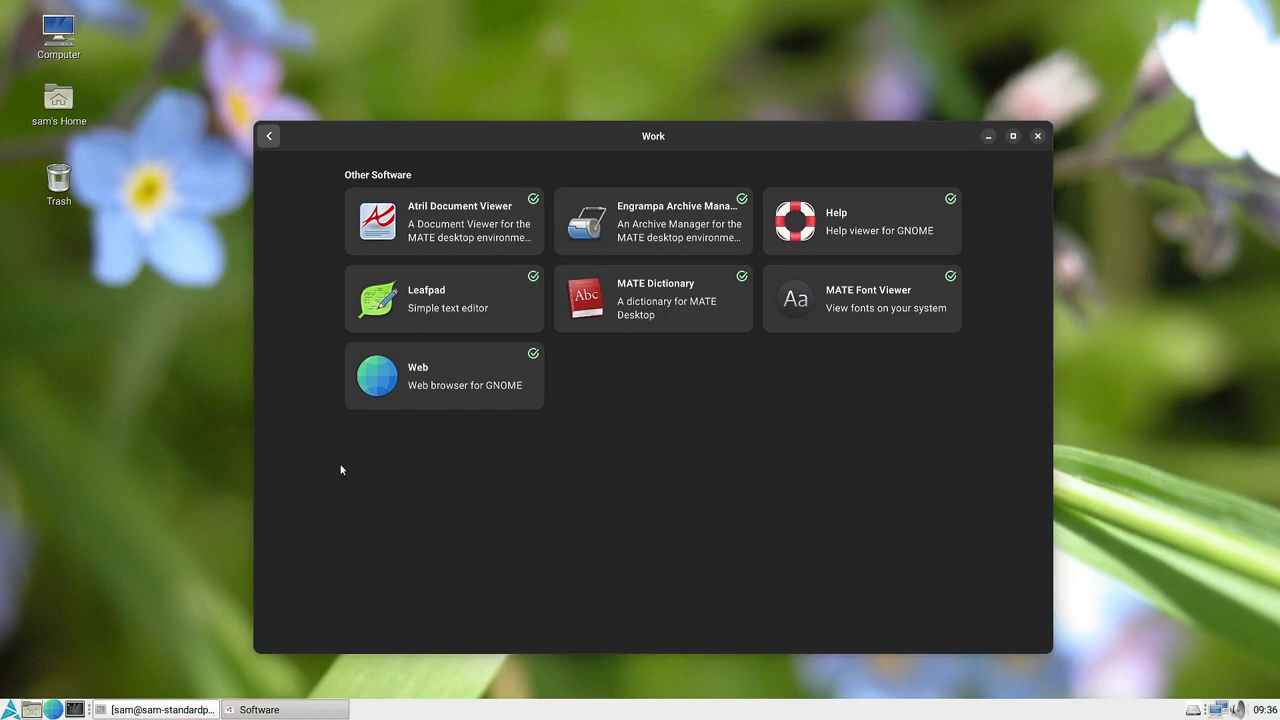 Computer
sam's Home
Trash
Work
Other Software
Atril Document Viewer
A Document Viewer for the
MATE desktop environme...
Engrampa Archive Mana...
An Archive Manager for the
MATE desktop environme...
Help
Help viewer for GNOME
Leafpad
Simple text editor
Abc
MATE Dictionary
A dictionary for MATE
Desktop
Aa
MATE Font Viewer
View fonts on your system
Web
Web browser for GNOME
[sam@sam-standardp...
Software
09:36